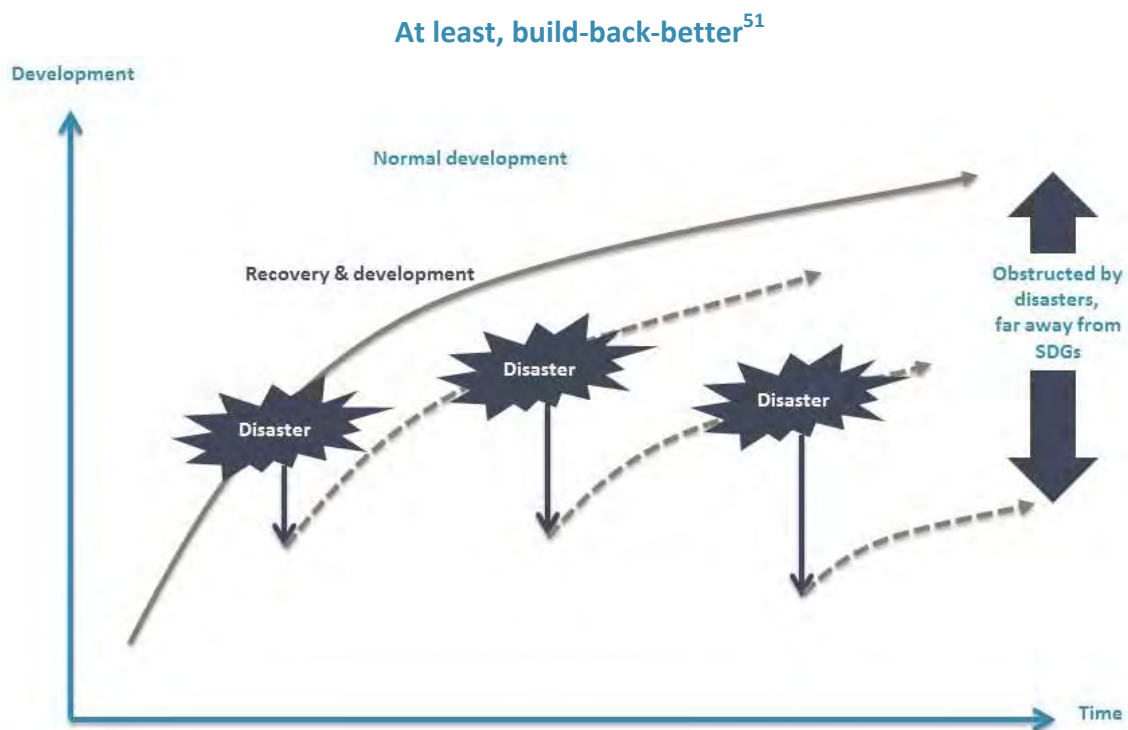 At least, build-back-better51
Development
Normal development
Recovery & development
Disaster
Disaster
Disaster
Obstructed by
disasters,
far away from
SDGs
Time